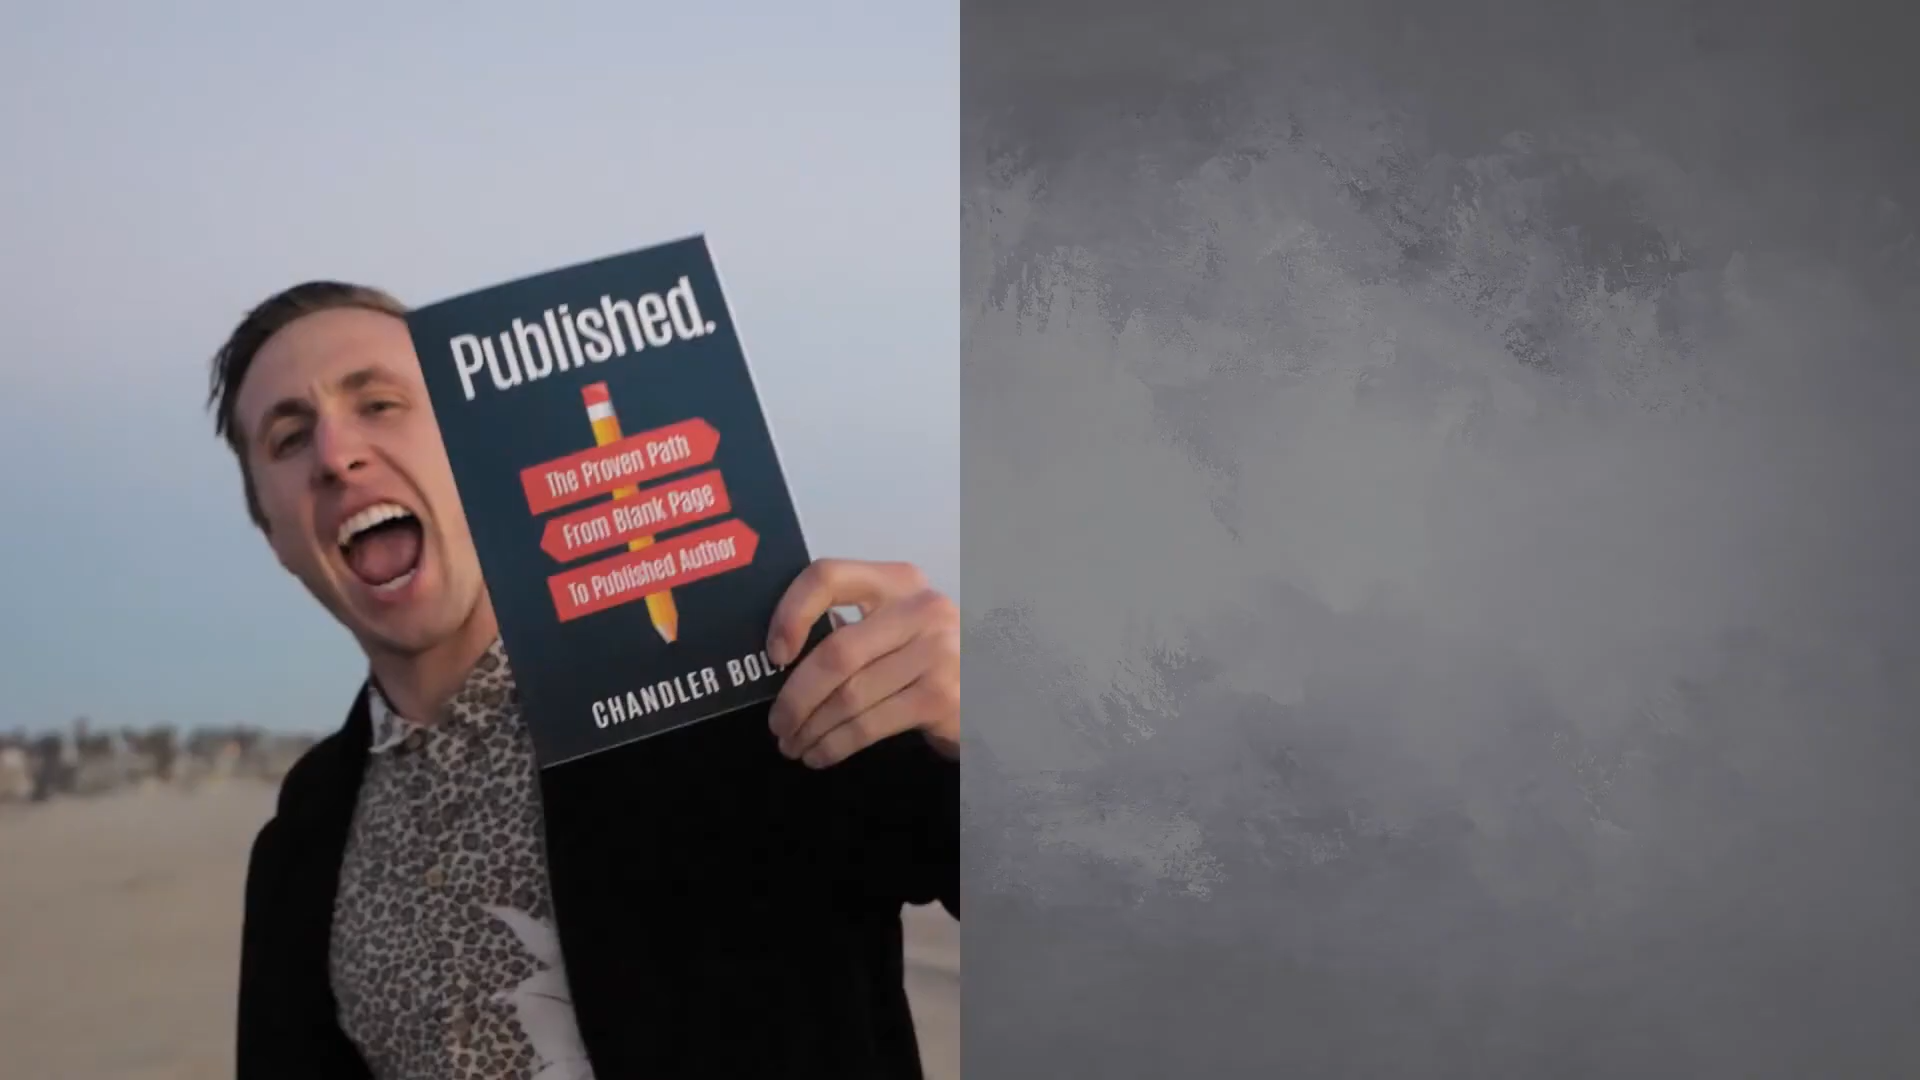 Published.
The Proven Path
From Blank Page
To Published Author
CHANDLER